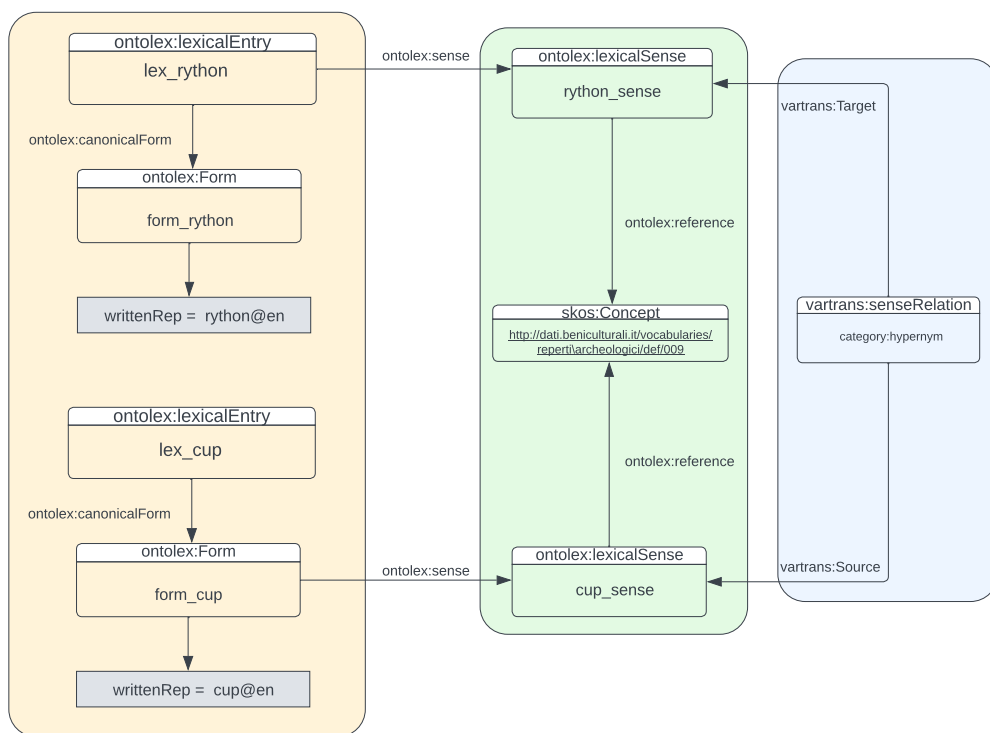 ontolex:lexicalEntry
lex_rython
ontolex:canonicalForm
ontolex:Form
form_rython
writtenRep = rython@en
ontolex:lexicalEntry
lex_cup
ontolex:canonicalForm
ontolex:Form
form_cup
writtenRep = cup@en
ontolex:sense
ontolex:sense
ontolex:lexicalSense
rython_sense
ontolex:reference
skos:Concept
http://dati.beniculturali.it/vocabularies/
reperti\archeologici/def/009
ontolex:reference
ontolex:lexicalSense
cup_sense
vartrans:Target
vartrans:senseRelation
category:hypernym
vartrans:Source